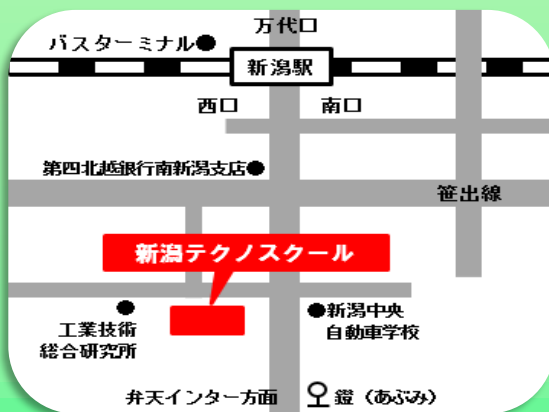 万代口
バスターミナル
新潟駅
西口
南口
第四北越銀行南新潟支店
笹出線
新潟テクノスクール
工業技術
総合研究所
新潟中央
自動車学校
弁天インター方面
鐙（あぶみ）